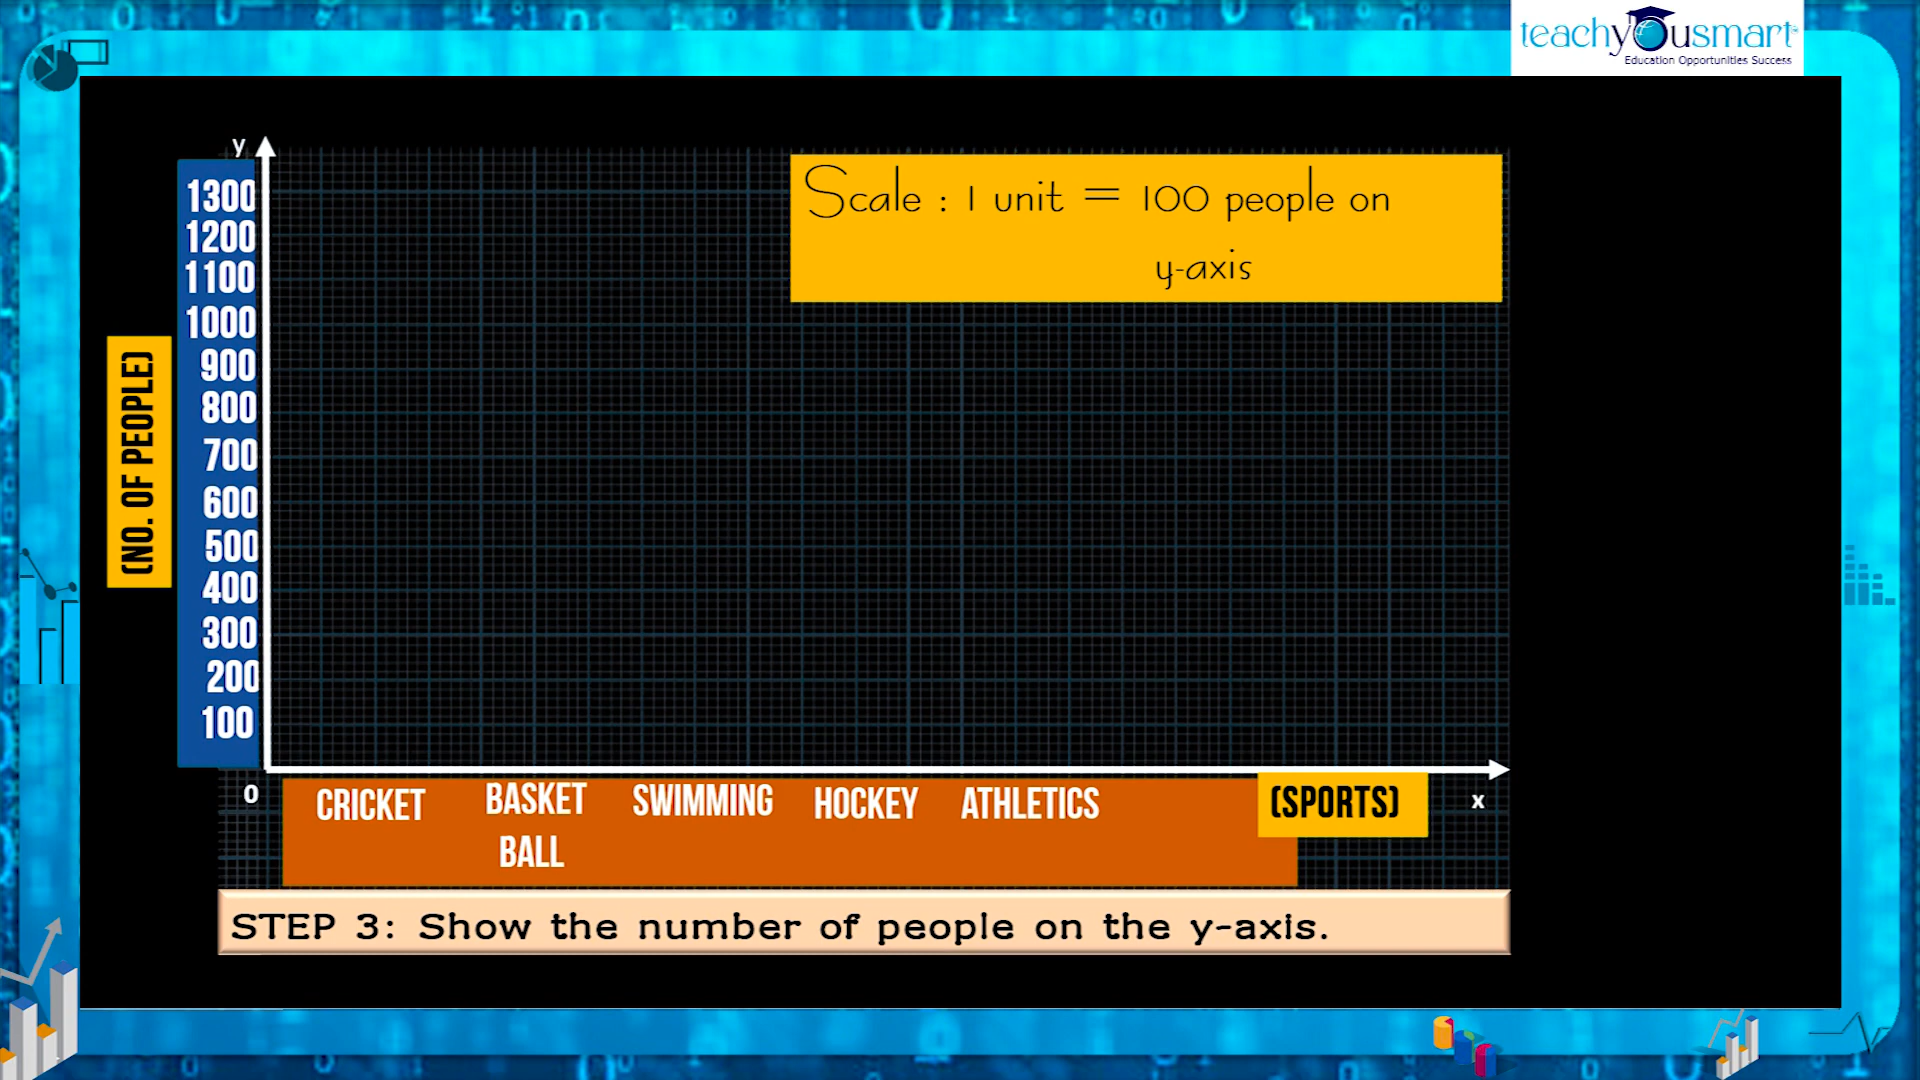 teachyousmart
Education Opportunities Success
y
Scale : 1 unit = 100 people on
y-axis
1300
1200
1100
1000
900
800
700
600
500
400
300
200
100
(NO. OF PEOPLE)
0
CRICKET
BASKET
BALL
SWIMMING
HOCKEY
ATHLETICS
(SPORTS)
x
STEP 3: Show the number of people on the y-axis.